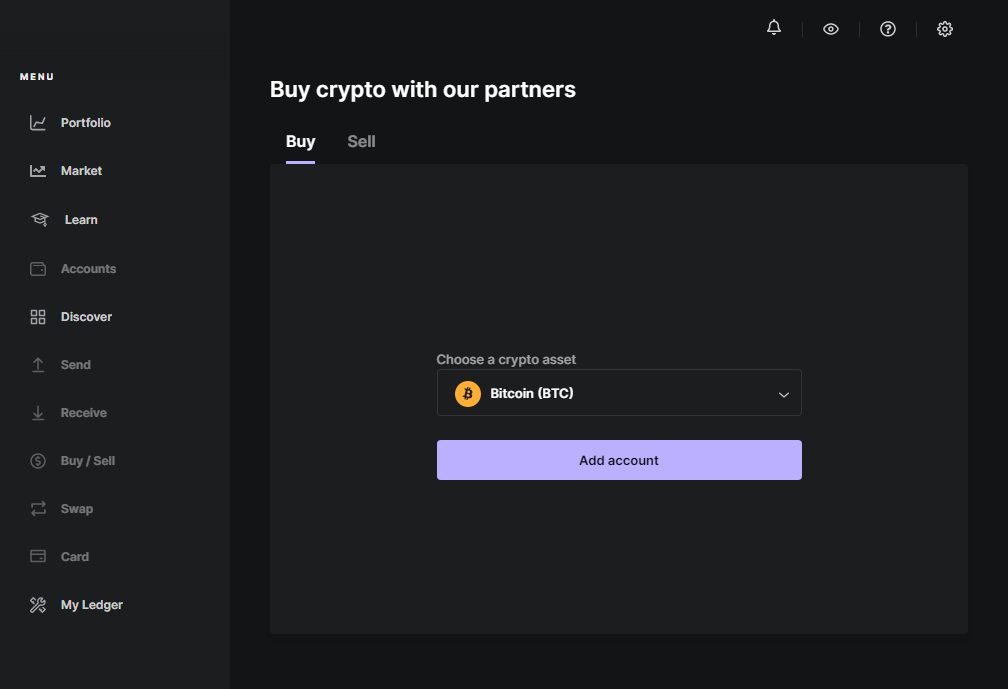 MENU
Portfolio
Market
Learn
Accounts
Discover
Send
Receive
Buy / Sell
Swap
Card
My Ledger
Buy crypto with our partners
Buy
Sell
Choose a crypto asset
Bitcoin (BTC)
Add account